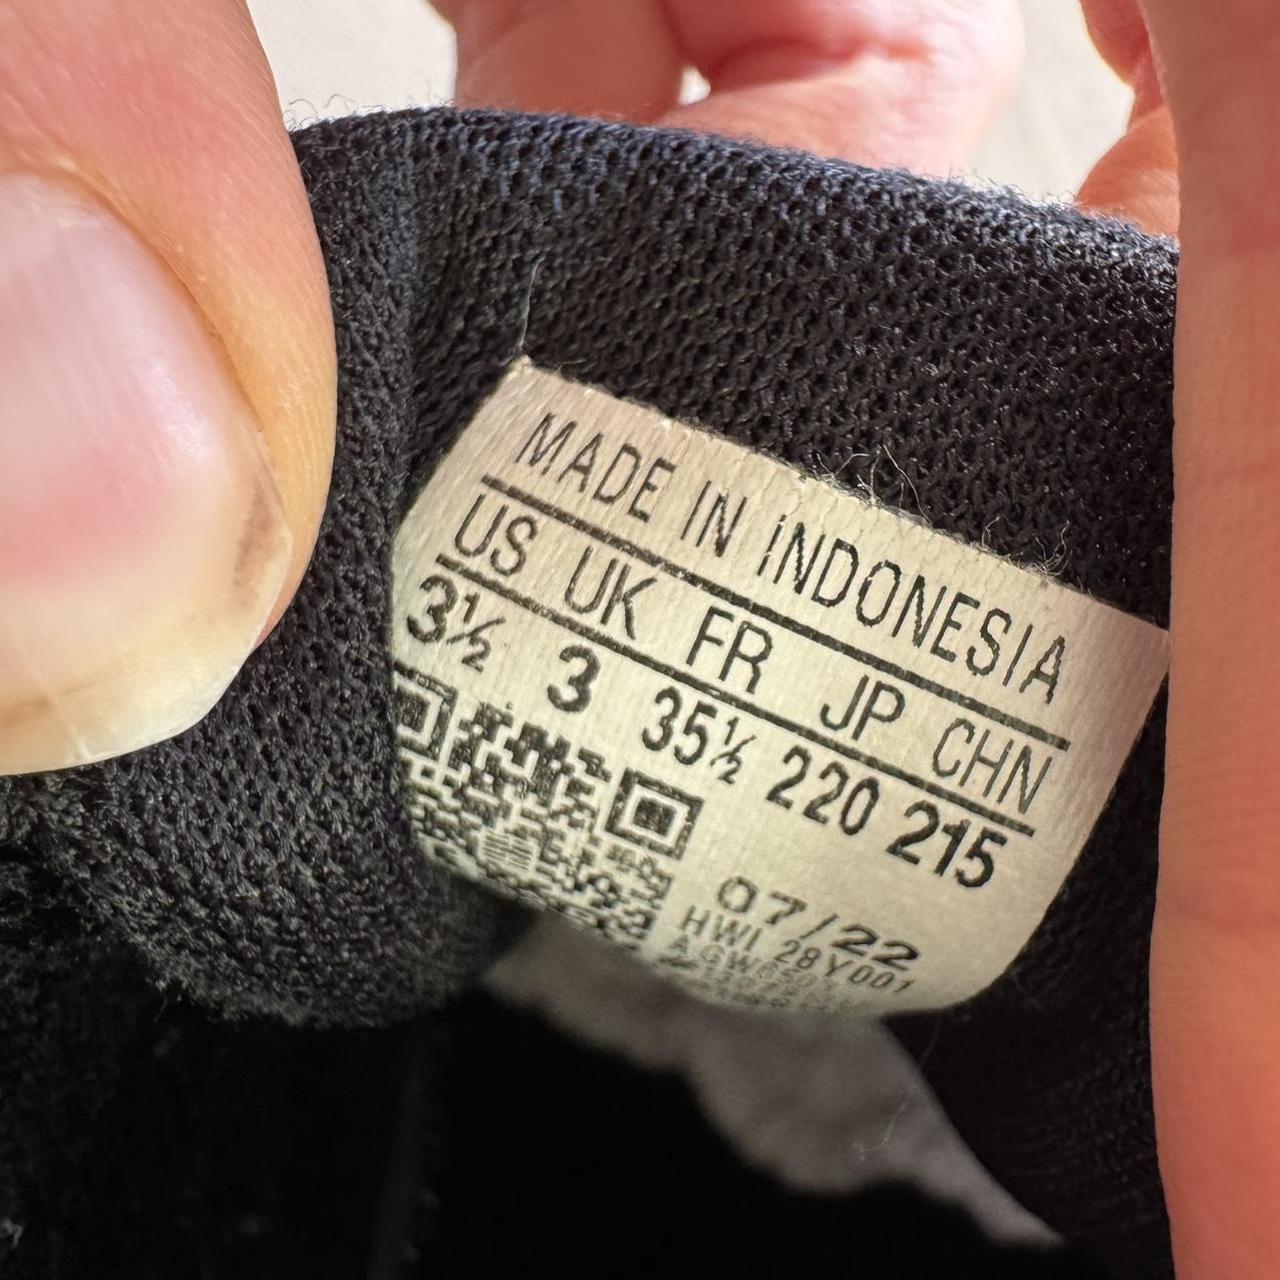 MADE IN INDONESIA
US UK FR JP CHN
3½ 3 35½ 220 215
07/22
HWI 28Y001